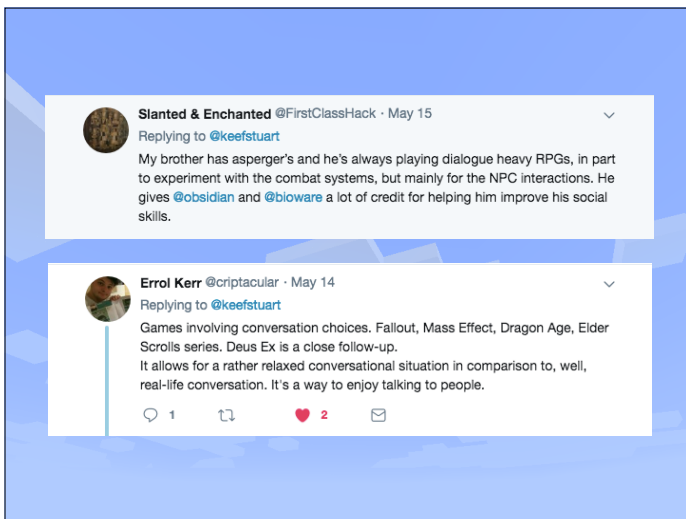 Slanted & Enchanted @FirstClassHack · May 15
Replying to @keefstuart
My brother has asperger's and he's always playing dialogue heavy RPGs, in part
to experiment with the combat systems, but mainly for the NPC interactions. He
gives @obsidian and @bioware a lot of credit for helping him improve his social
skills.
Errol Kerr @criptacular · May 14
Replying to @keefstuart
Games involving conversation choices. Fallout, Mass Effect, Dragon Age, Elder
Scrolls series. Deus Ex is a close follow-up.
It allows for a rather relaxed conversational situation in comparison to, well,
real-life conversation. It's a way to enjoy talking to people.
1 2